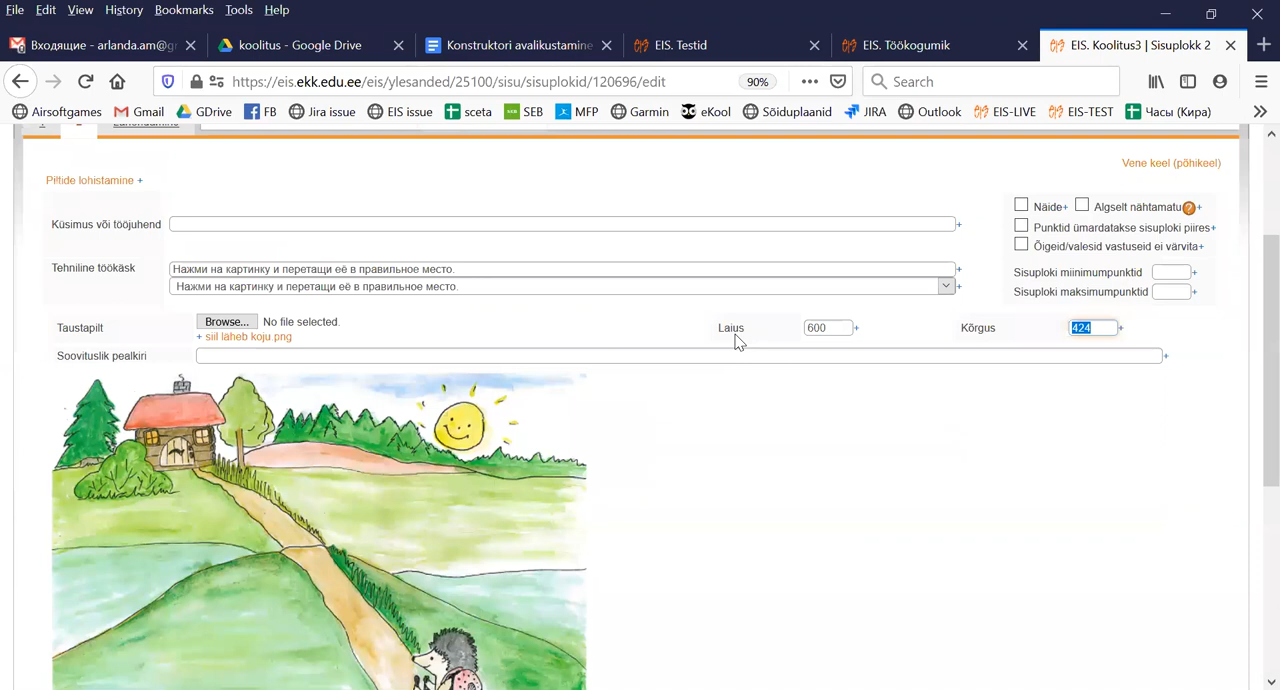 File Edit View History Bookmarks Tools Help
Входящие - arlanda.am@gr
koolitus - Google Drive
Konstruktori avalikustamine
EIS. Testid
EIS. Töökogumik
EIS. Koolitus3 | Sisuplokk 2
https://eis.ekk.edu.ee/eis/ylesanded/25100/sisu/sisuplokid/120696/edit
90%
Search
Airsoftgames Gmail GDrive FB Jira issue EIS issue sceta SEB MFP Garmin eKool Sõiduplaanid JIRA Outlook EIS-LIVE EIS-TEST Часы (Кира)
Vene keel (põhikeel)
Piltide lohistamine +
Küsimus või tööjuhend +
Näide+ Algselt nähtamatu ? +
Punktid ümardatakse sisuploki piires+
Õigeid/valesid vastuseid ei värvita+
Tehniline töökäsk
Нажми на картинку и перетащи её в правильное место. +
Нажми на картинку и перетащи её в правильное место. +
Sisuploki miinimumpunktid +
Sisuploki maksimumpunktid +
Taustapilt Browse... No file selected. Laius 600 + Kõrgus 424 +
+ siil läheb koju.png
Soovituslik pealkiri +